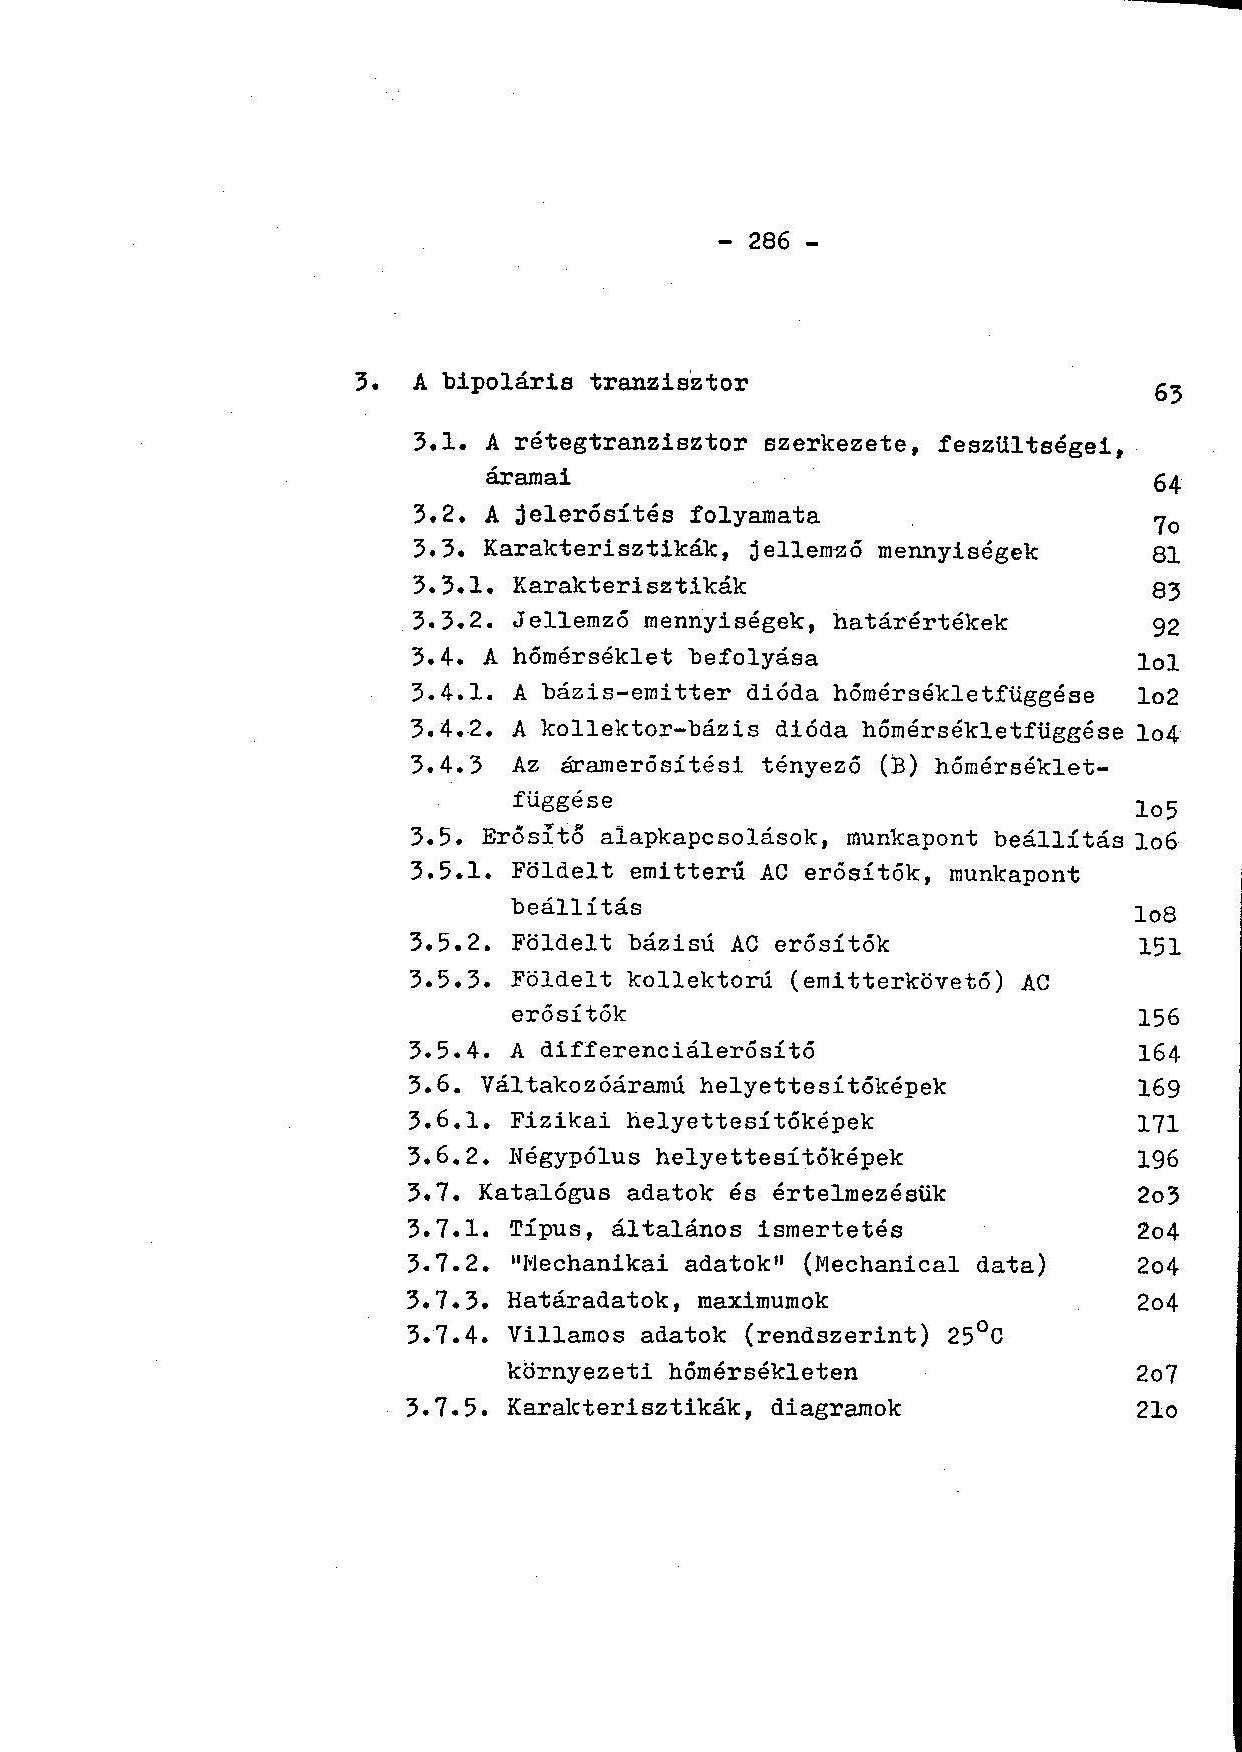 - 286 -
3. A bipoláris tranzisztor 63
3.1. A rétegtranzisztor szerkezete, feszültségei,
áramai 64
3.2. A jelerősítés folyamata 7o
3.3. Karakterisztikák, jellemző mennyiségek 81
3.3.1. Karakterisztikák 83
3.3.2. Jellemző mennyiségek, határértékek 92
3.4. A hőmérséklet befolyása lol
3.4.1. A bázis-emitter dióda hőmérsékletfüggése lo2
3.4.2. A kollektor-bázis dióda hőmérsékletfüggése lo4
3.4.3 Az áramerősítési tényező (B) hőmérséklet-
függése lo5
3.5. Erősítő alapkapcsolások, munkapont beállítás lo6
3.5.1. Földelt emitterű AC erősítők, munkapont
beállítás lo8
3.5.2. Földelt bázisú AC erősítők 151
3.5.3. Földelt kollektorú (emitterkövető) AC
erősítők 156
3.5.4. A differenciálerősítő 164
3.6. Váltakozóáramú helyettesítőképek 169
3.6.1. Fizikai helyettesítőképek 171
3.6.2. Négypólus helyettesítőképek 196
3.7. Katalógus adatok és értelmezésük 2o3
3.7.1. Típus, általános ismertetés 2o4
3.7.2. "Mechanikai adatok" (Mechanical data) 2o4
3.7.3. Határadatok, maximumok 2o4
3.7.4. Villamos adatok (rendszerint) 25°C
környezeti hőmérsékleten 2o7
3.7.5. Karakterisztikák, diagramok 21o